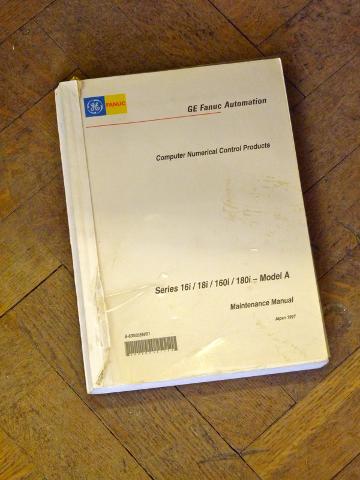 GE
FANUC
GE Fanuc Automation
Computer Numerical Control Products
Series 16i / 18i / 160i / 180i – Model A
Maintenance Manual